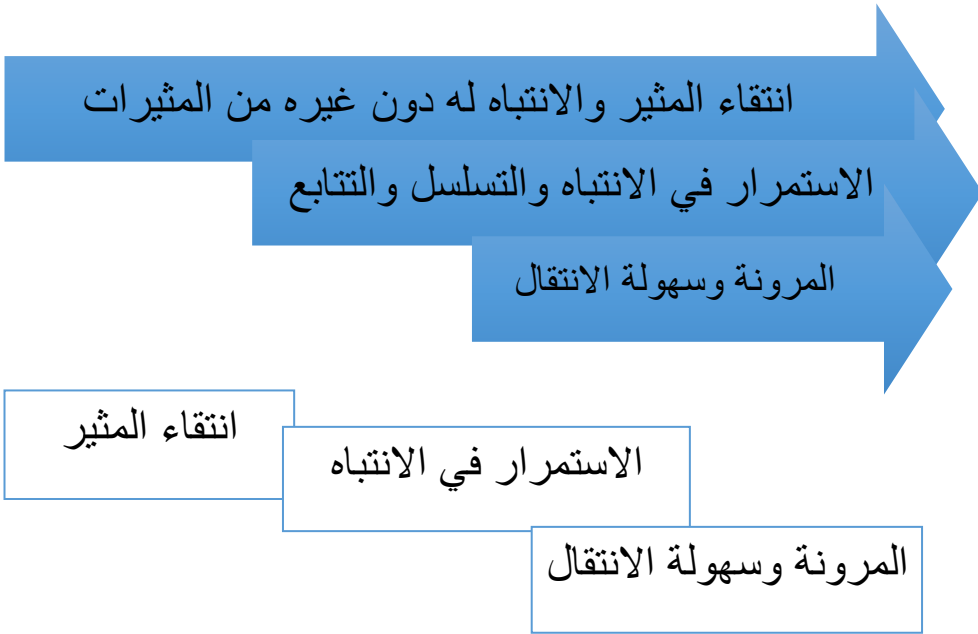 انتقاء المثير والانتباه له دون غيره من المثيرات
الاستمرار في الانتباه والتسلسل والتتابع
المرونة وسهولة الانتقال
انتقاء المثير
الاستمرار في الانتباه
المرونة وسهولة الانتقال